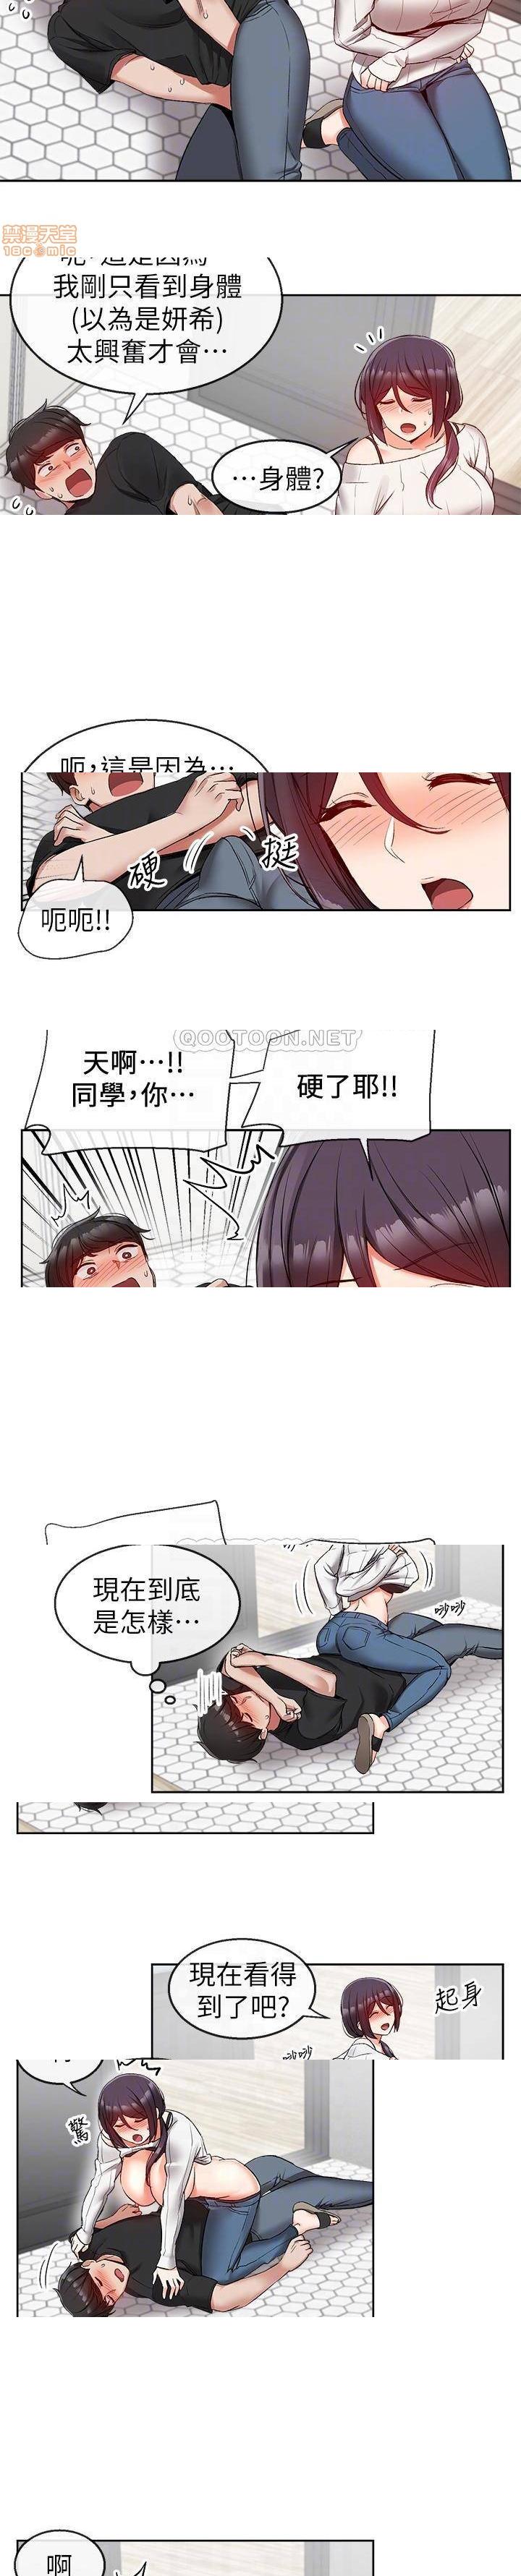 禁漫天堂
18comic
呃,這是因為
我剛只看到身體
(以為是妍希)
太興奮才會…
…身體?
呃,這是因為…
硬
挺
呃呃!!
QOOTOON.NET
天啊…!!
同學,你…
硬了耶!!
現在到底
是怎樣…
吵吵
現在看得
到了吧?
起身
驚
啊